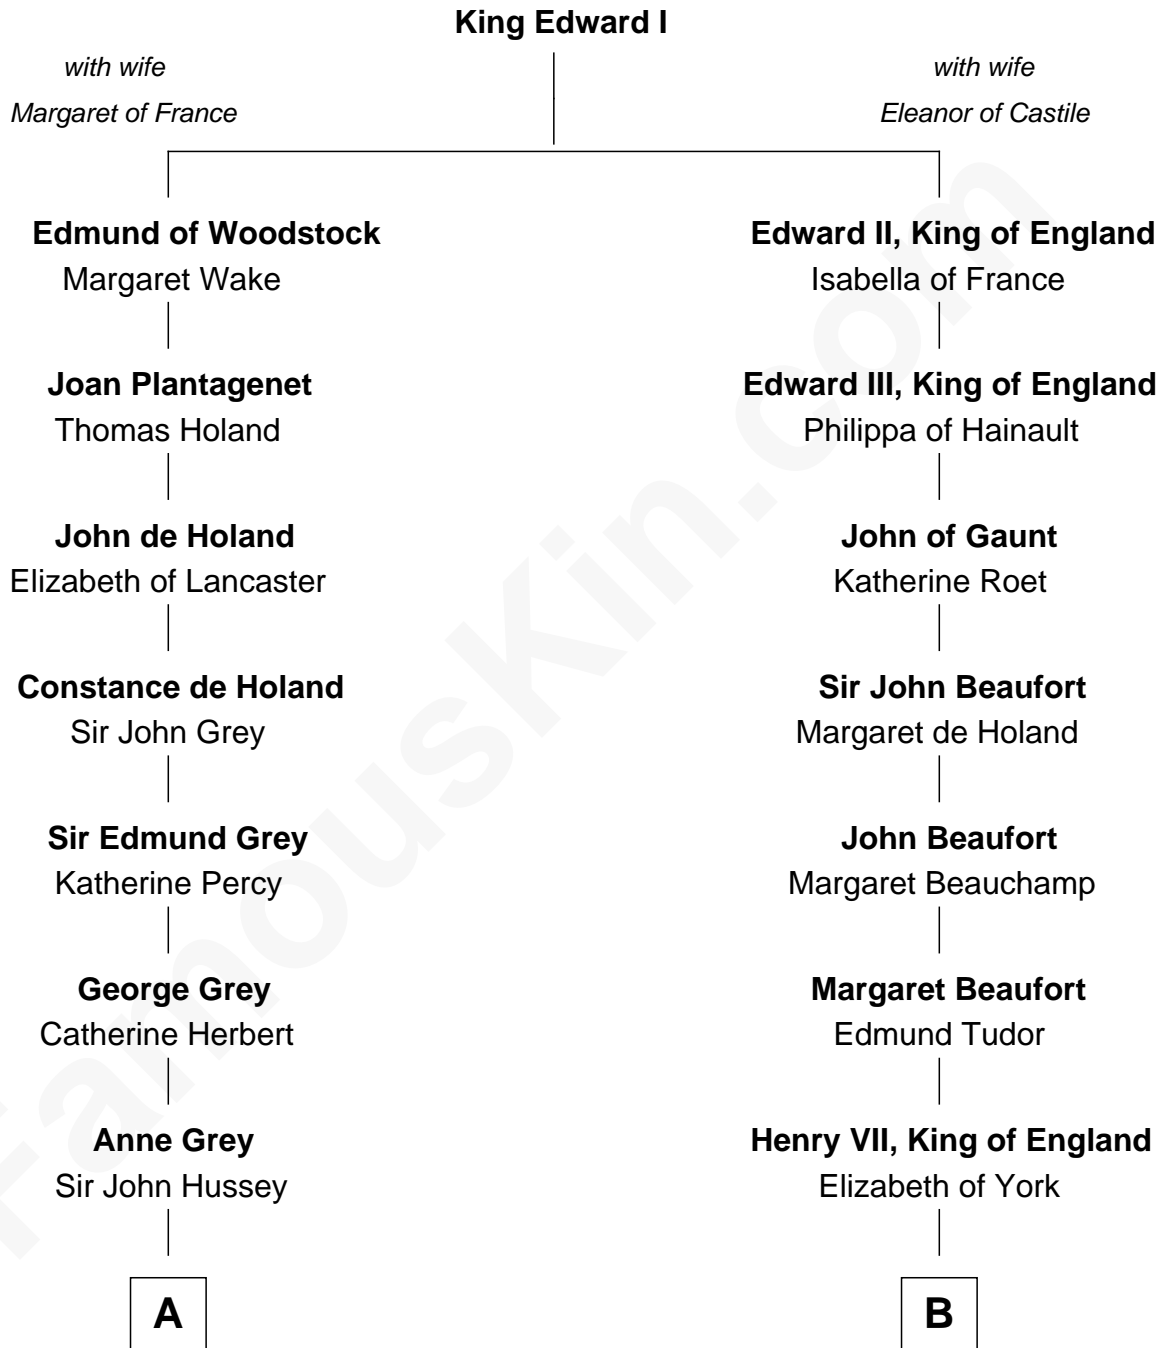 King Edward I
with wife
Margaret of France
with wife
Eleanor of Castile
Edmund of Woodstock
Margaret Wake
Edward II, King of England
Isabella of France
Joan Plantagenet
Thomas Holand
Edward III, King of England
Philippa of Hainault
John de Holand
Elizabeth of Lancaster
John of Gaunt
Katherine Roet
Constance de Holand
Sir John Grey
Sir John Beaufort
Margaret de Holand
Sir Edmund Grey
Katherine Percy
John Beaufort
Margaret Beauchamp
George Grey
Catherine Herbert
Margaret Beaufort
Edmund Tudor
Anne Grey
Sir John Hussey
Henry VII, King of England
Elizabeth of York
A
B
FamousKin.com